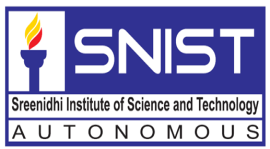 SNIST
Sreenidhi Institute of Science and Technology
AUTONOMOUS